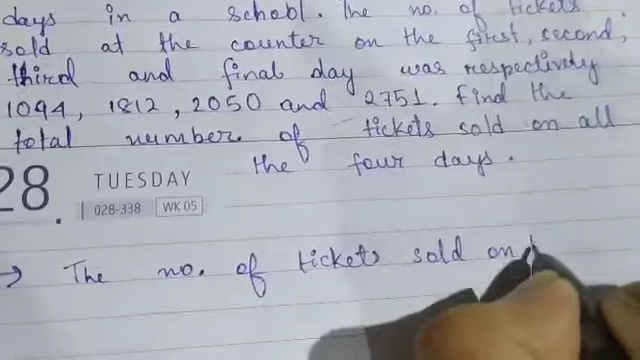 days in a school. The no. of tickets
sold at the counter on the first, second,
third and final day was respectively
1094, 1812, 2050 and 2751. Find the
total number of tickets sold on all
the four days.
28. TUESDAY
028-338 WK 05
→ The no. of tickets sold on